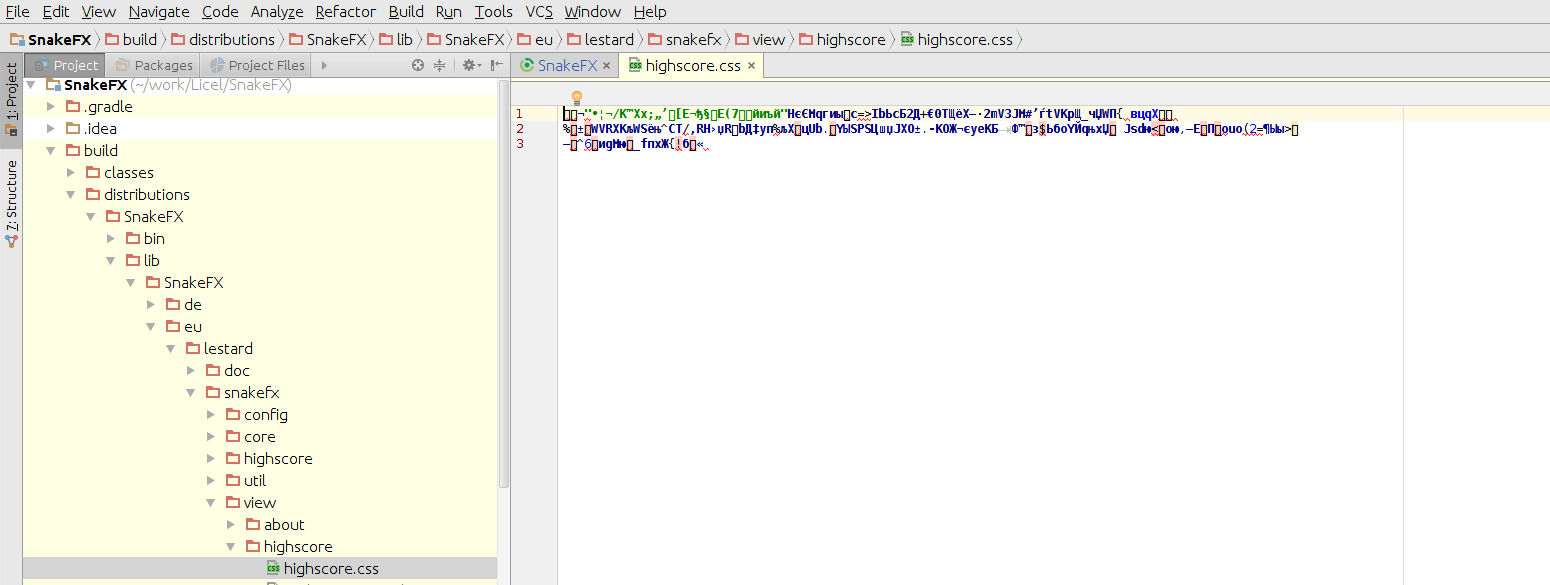 File Edit View Navigate Code Analyze Refactor Build Run Tools VCS Window Help
SnakeFX build distributions SnakeFX lib SnakeFX eu lestard snakefx view highscore highscore.css
1: Project
7: Structure
Project Packages Project Files
SnakeFX (~/work/Licel/SnakeFX)
.gradle
.idea
build
classes
distributions
SnakeFX
bin
lib
SnakeFX
de
eu
lestard
doc
snakefx
config
core
highscore
util
view
about
highscore
highscore.css
SnakeFX highscore.css
1
2
3